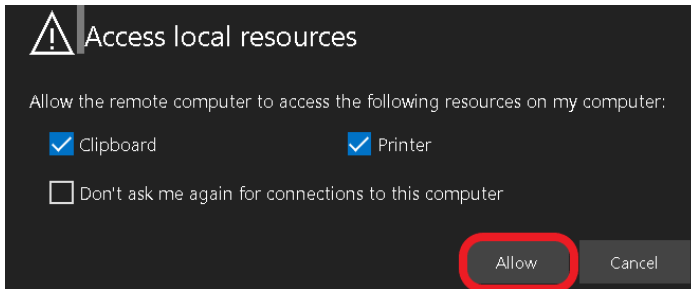 Access local resources
Allow the remote computer to access the following resources on my computer:
Clipboard Printer
Don't ask me again for connections to this computer
Allow Cancel